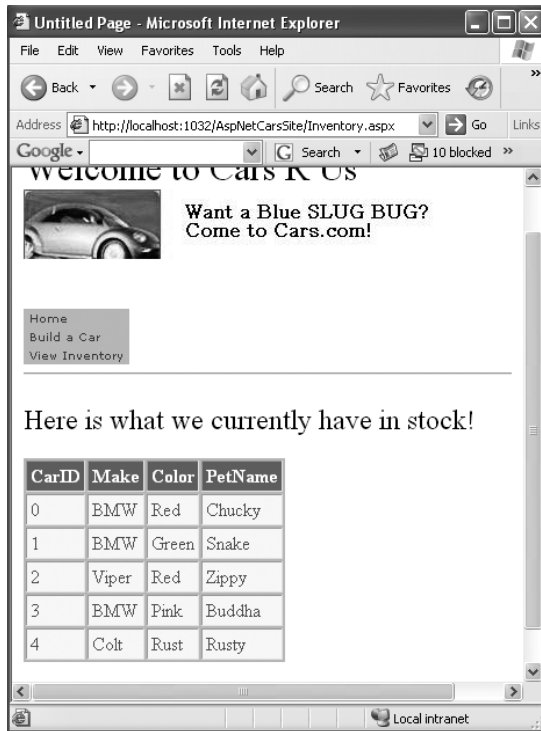 Untitled Page - Microsoft Internet Explorer
File Edit View Favorites Tools Help
Back Search Favorites »
Address http://localhost:1032/AspNetCarsSite/Inventory.aspx Go Links
Google Search 10 blocked »
Welcome to Cars R Us
Want a Blue SLUG BUG?
Come to Cars.com!
Home
Build a Car
View Inventory
Here is what we currently have in stock!
CarID Make Color PetName
0 BMW Red Chucky
1 BMW Green Snake
2 Viper Red Zippy
3 BMW Pink Buddha
4 Colt Rust Rusty
Local intranet